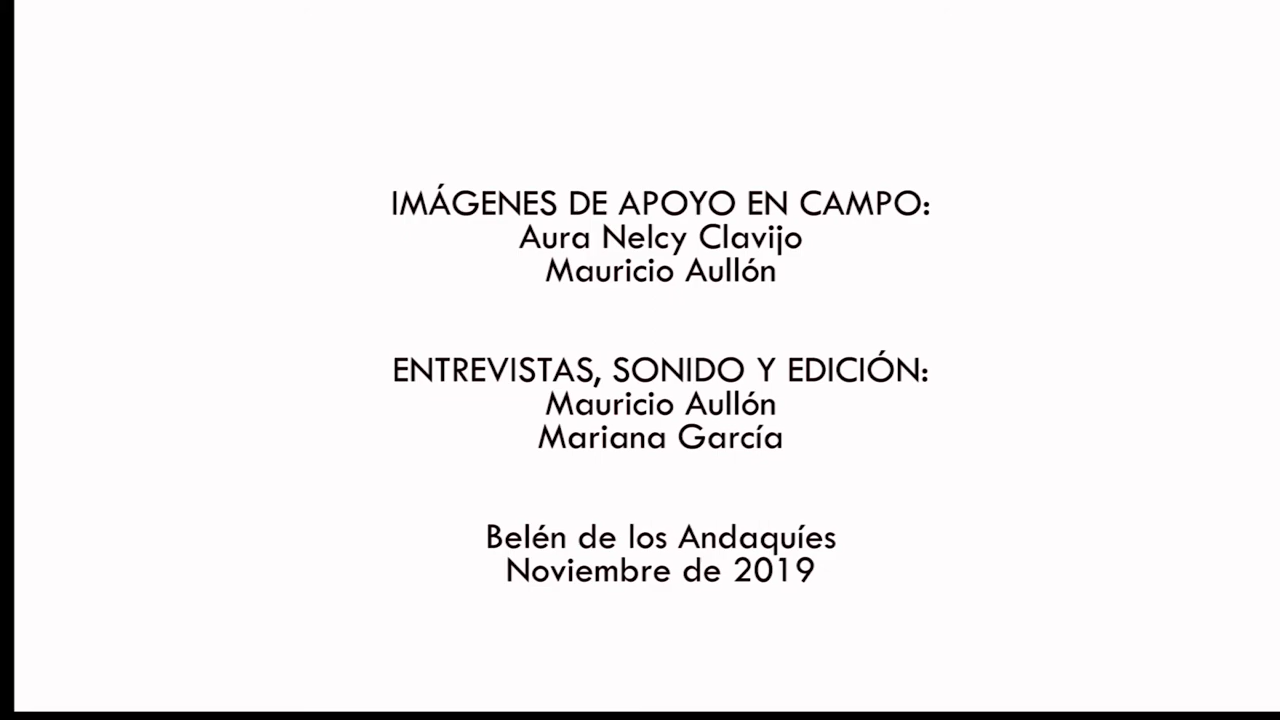 IMÁGENES DE APOYO EN CAMPO:
Aura Nelcy Clavijo
Mauricio Aullón
ENTREVISTAS, SONIDO Y EDICIÓN:
Mauricio Aullón
Mariana García
Belén de los Andaquíes
Noviembre de 2019